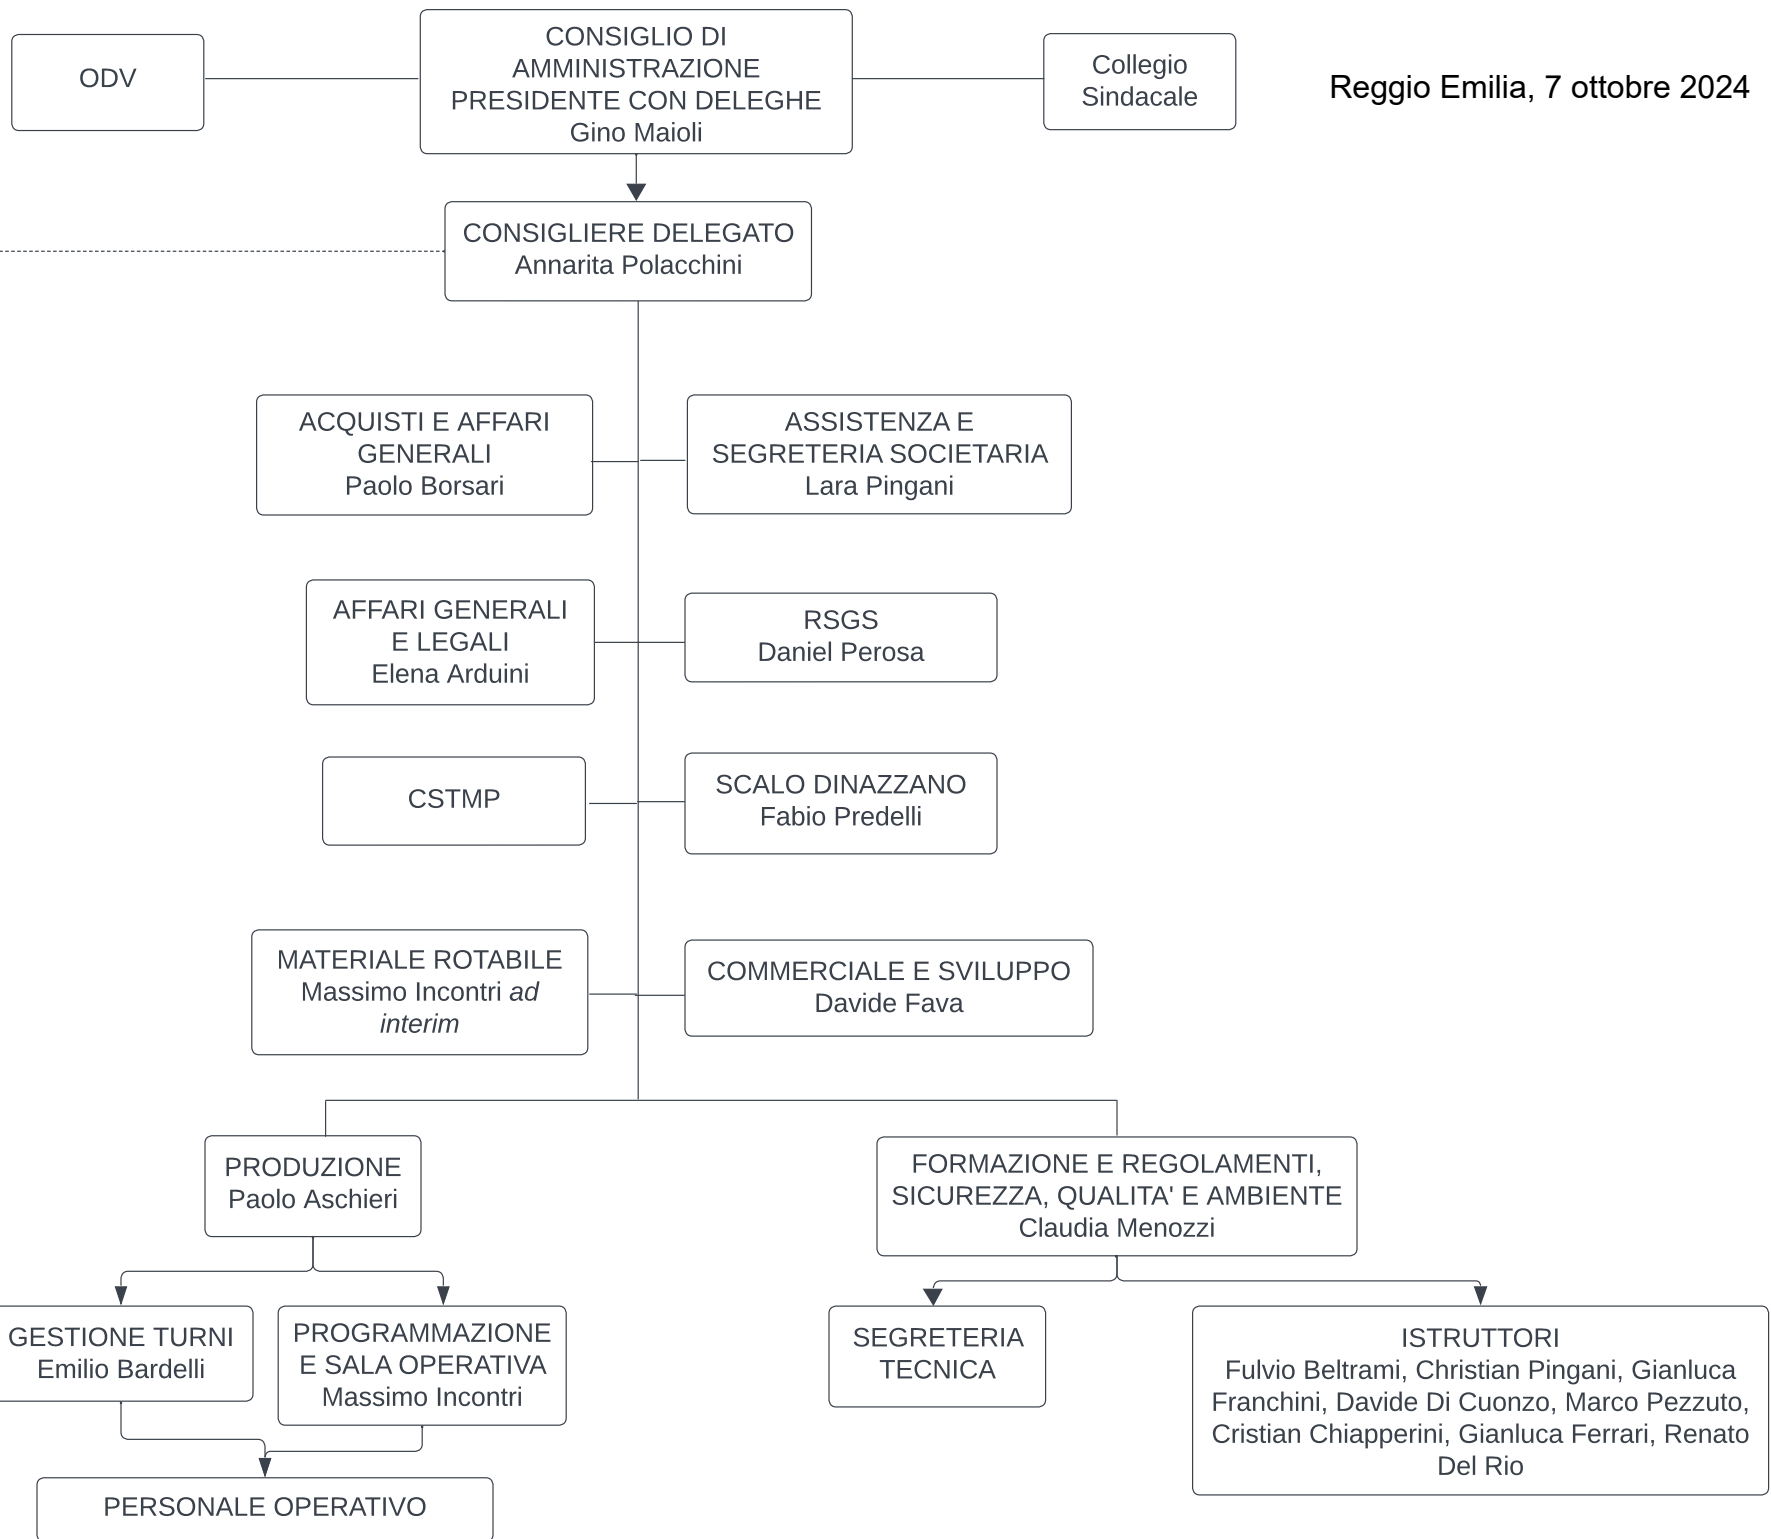 ODV
CONSIGLIO DI
AMMINISTRAZIONE
PRESIDENTE CON DELEGHE
Gino Maioli
Collegio
Sindacale
Reggio Emilia, 7 ottobre 2024
CONSIGLIERE DELEGATO
Annarita Polacchini
ACQUISTI E AFFARI
GENERALI
Paolo Borsari
ASSISTENZA E
SEGRETERIA SOCIETARIA
Lara Pingani
AFFARI GENERALI
E LEGALI
Elena Arduini
RSGS
Daniel Perosa
CSTMP
SCALO DINAZZANO
Fabio Predelli
MATERIALE ROTABILE
Massimo Incontri ad
interim
COMMERCIALE E SVILUPPO
Davide Fava
PRODUZIONE
Paolo Aschieri
FORMAZIONE E REGOLAMENTI,
SICUREZZA, QUALITA' E AMBIENTE
Claudia Menozzi
GESTIONE TURNI
Emilio Bardelli
PROGRAMMAZIONE
E SALA OPERATIVA
Massimo Incontri
SEGRETERIA
TECNICA
ISTRUTTORI
Fulvio Beltrami, Christian Pingani, Gianluca
Franchini, Davide Di Cuonzo, Marco Pezzuto,
Cristian Chiapperini, Gianluca Ferrari, Renato
Del Rio
PERSONALE OPERATIVO